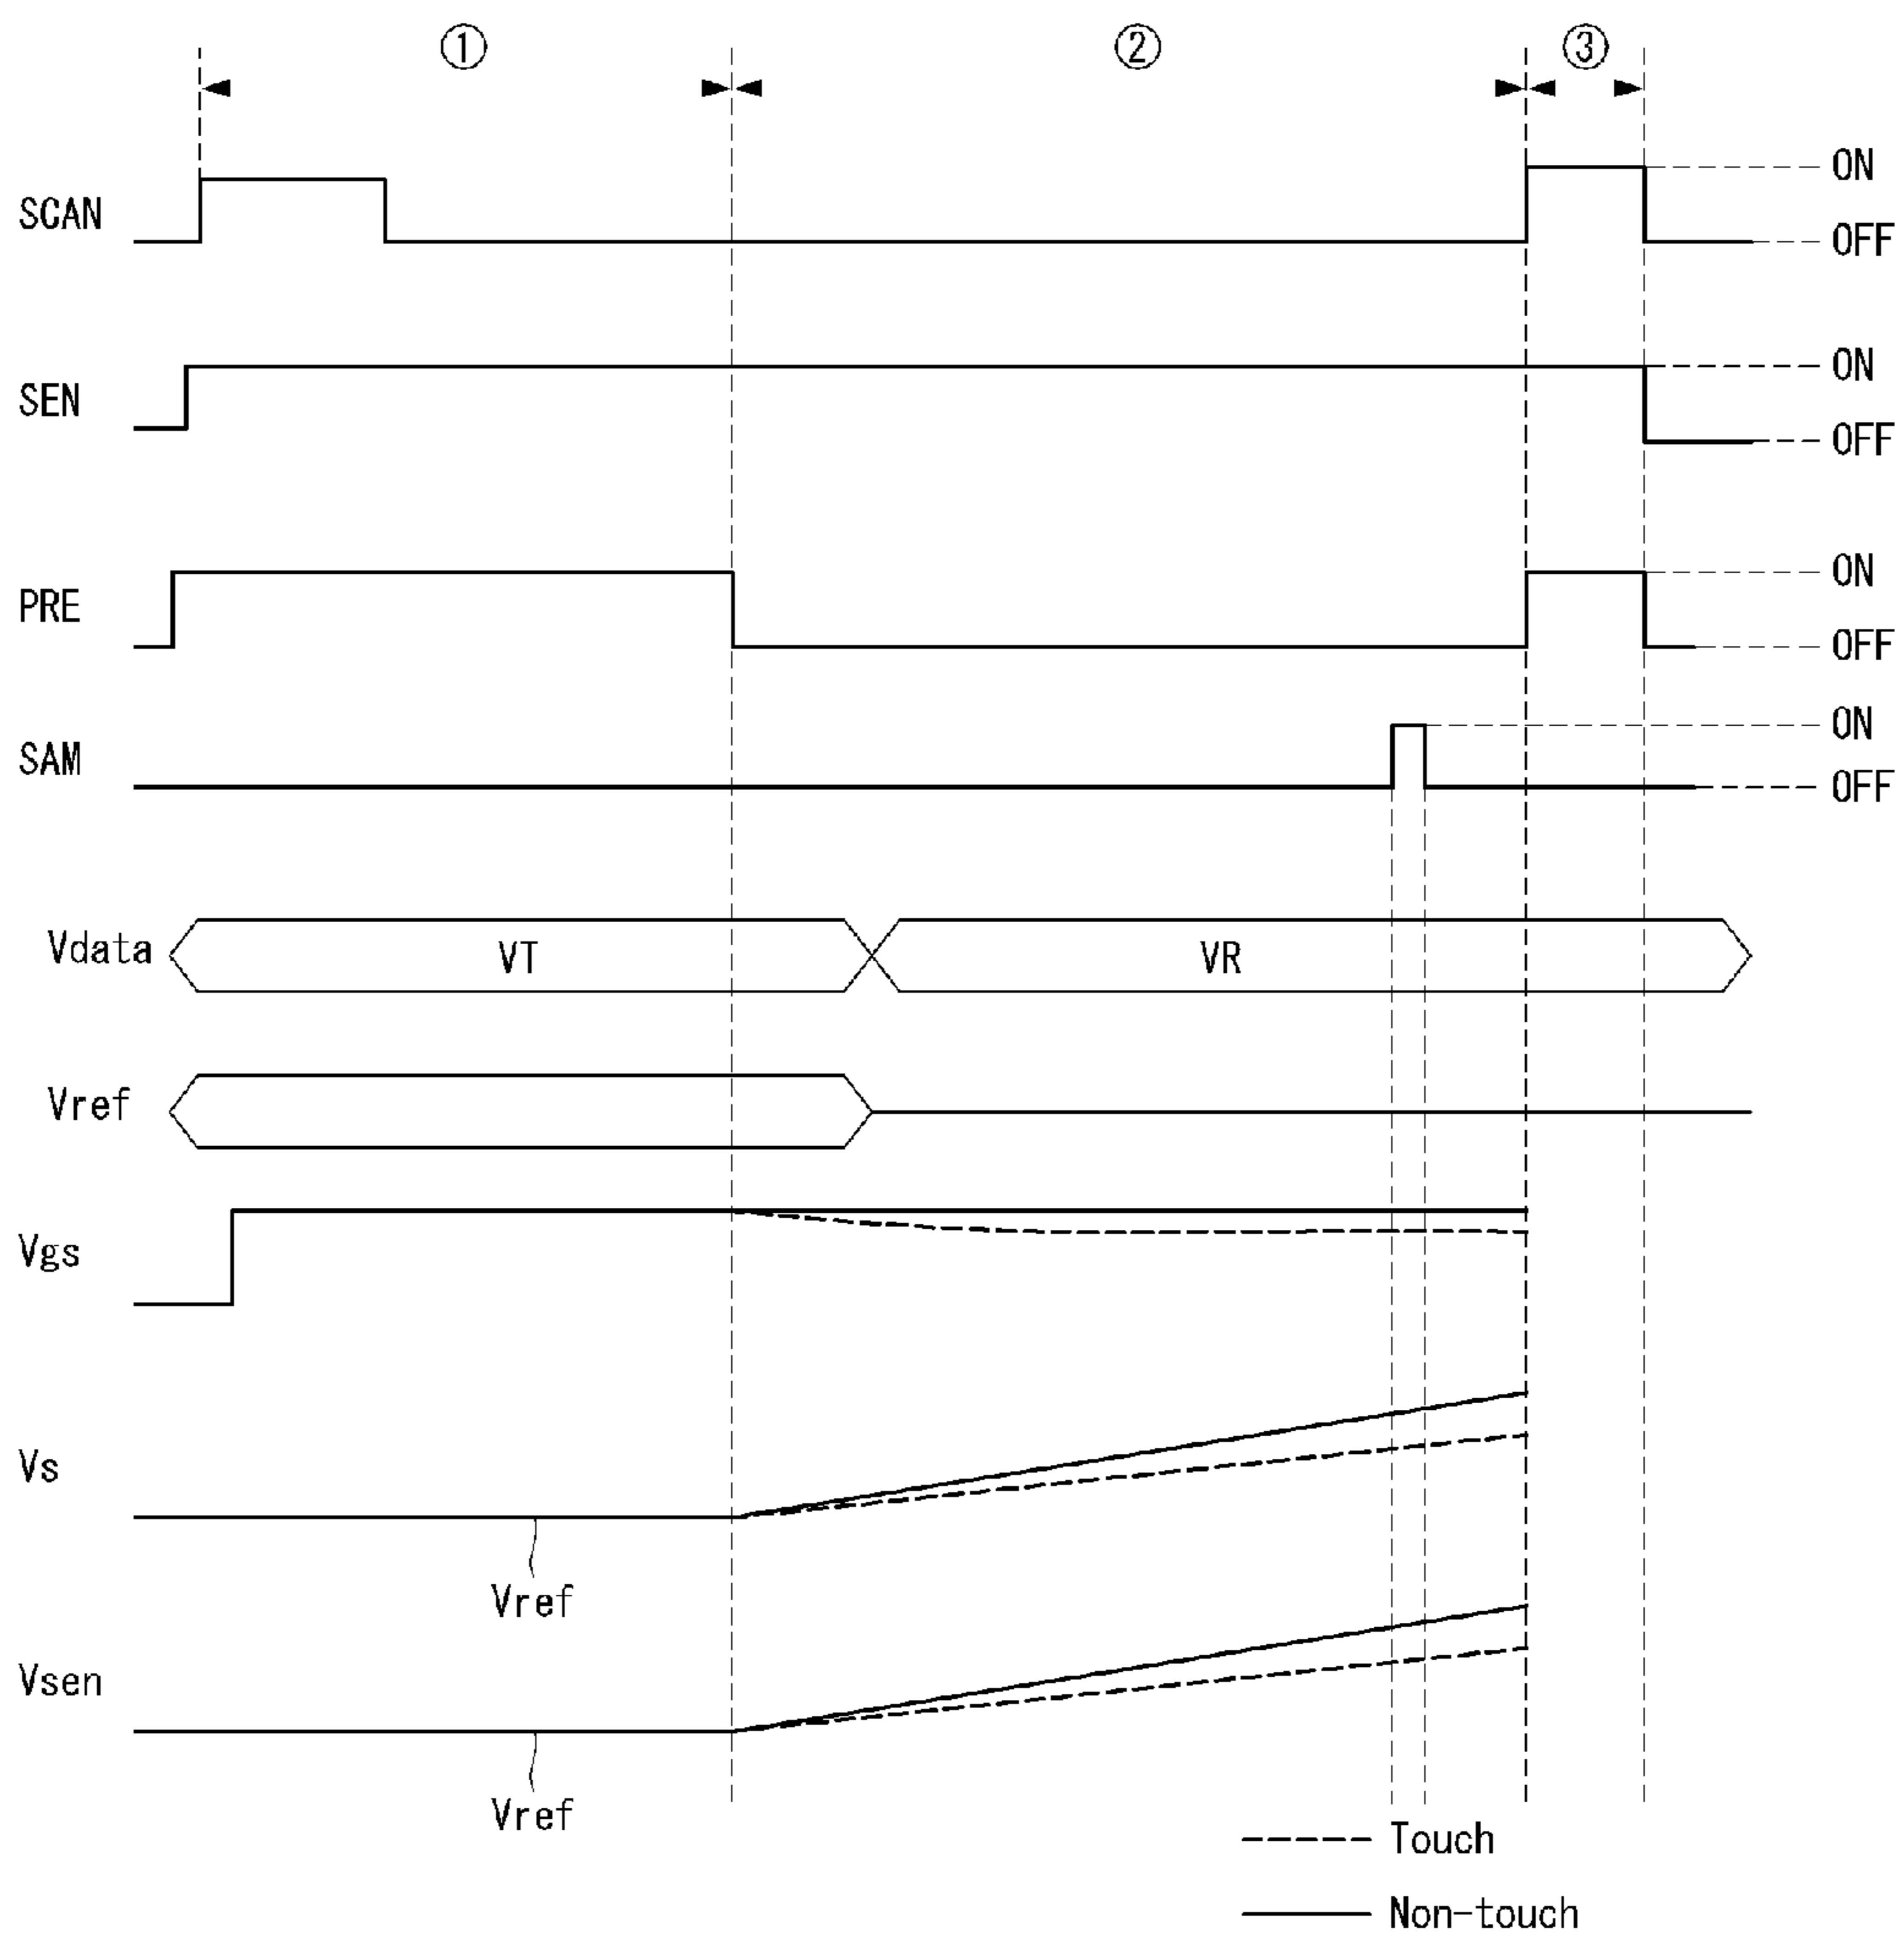 ① ② ③
ON
SCAN
OFF
ON
SEN
OFF
ON
PRE
OFF
ON
SAM
OFF
Vdata VT VR
Vref
Vgs
Vs
Vref
Vsen
Vref
Touch
Non-touch